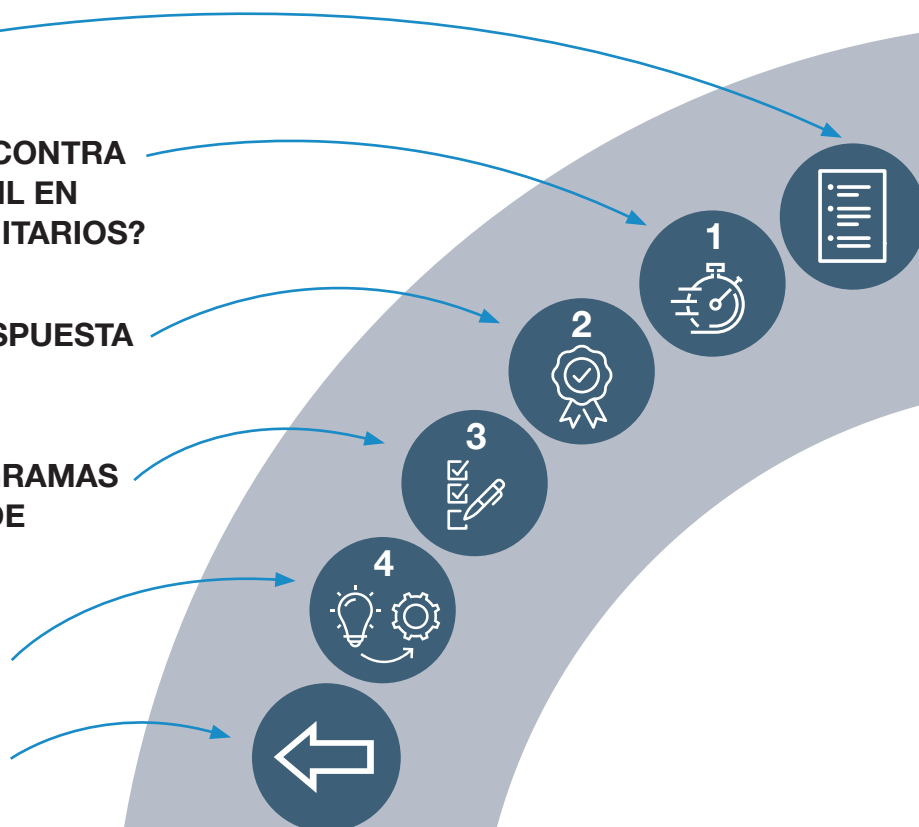 CONTRA
IL EN
ITARIOS?
SPUESTA
RAMAS
DE
1
2
3
4